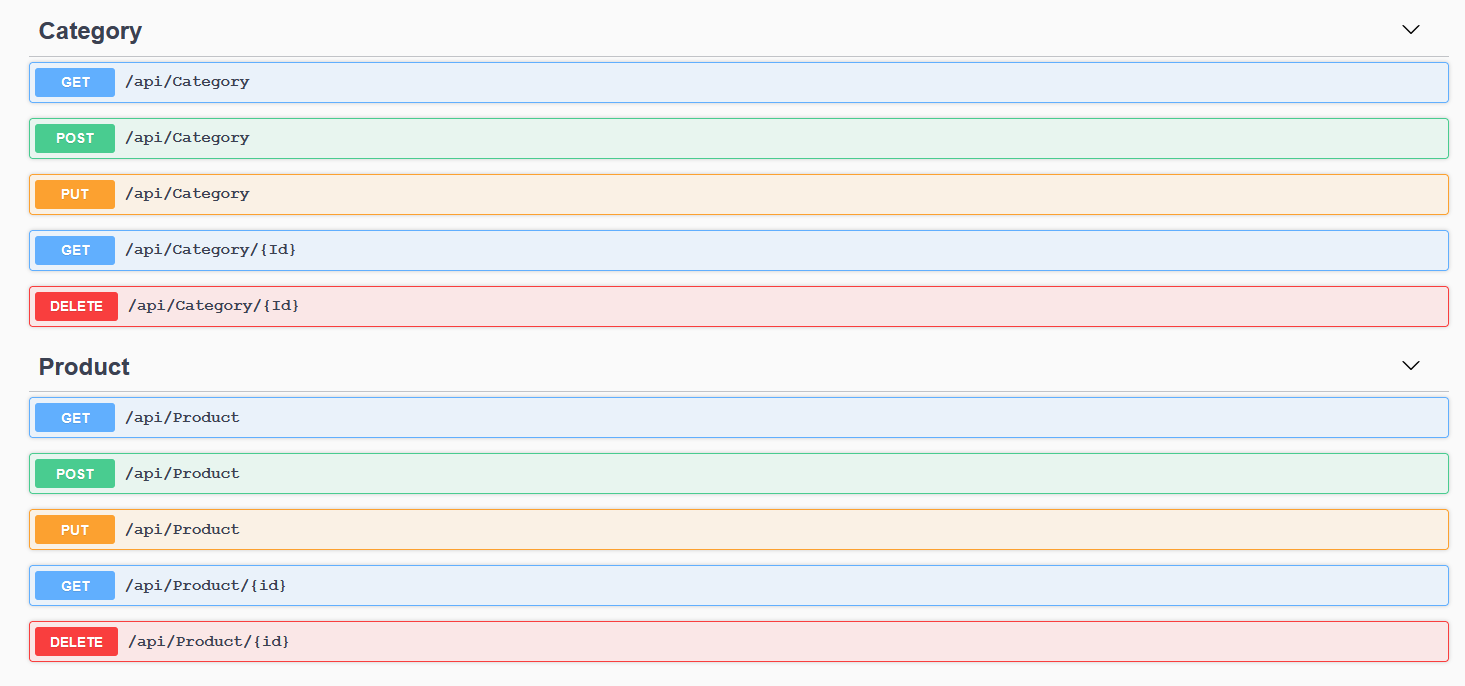 Category
GET /api/Category
POST /api/Category
PUT /api/Category
GET /api/Category/{Id}
DELETE /api/Category/{Id}
Product
GET /api/Product
POST /api/Product
PUT /api/Product
GET /api/Product/{id}
DELETE /api/Product/{id}